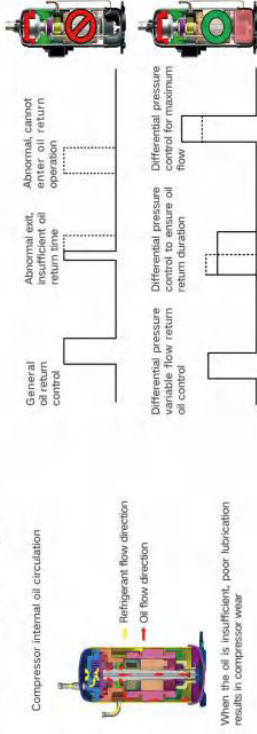 Compressor internal oil circulation
Refrigerant flow direction
Oil flow direction
When the oil is insufficient, poor lubrication
results in compressor wear
General
oil return
control
Abnormal exit,
insufficient oil
return time
Abnormal, cannot
enter oil return
operation
Differential pressure
variable flow return
oil control
Differential pressure
control to ensure oil
return duration
Differential pressure
control for maximum
flow